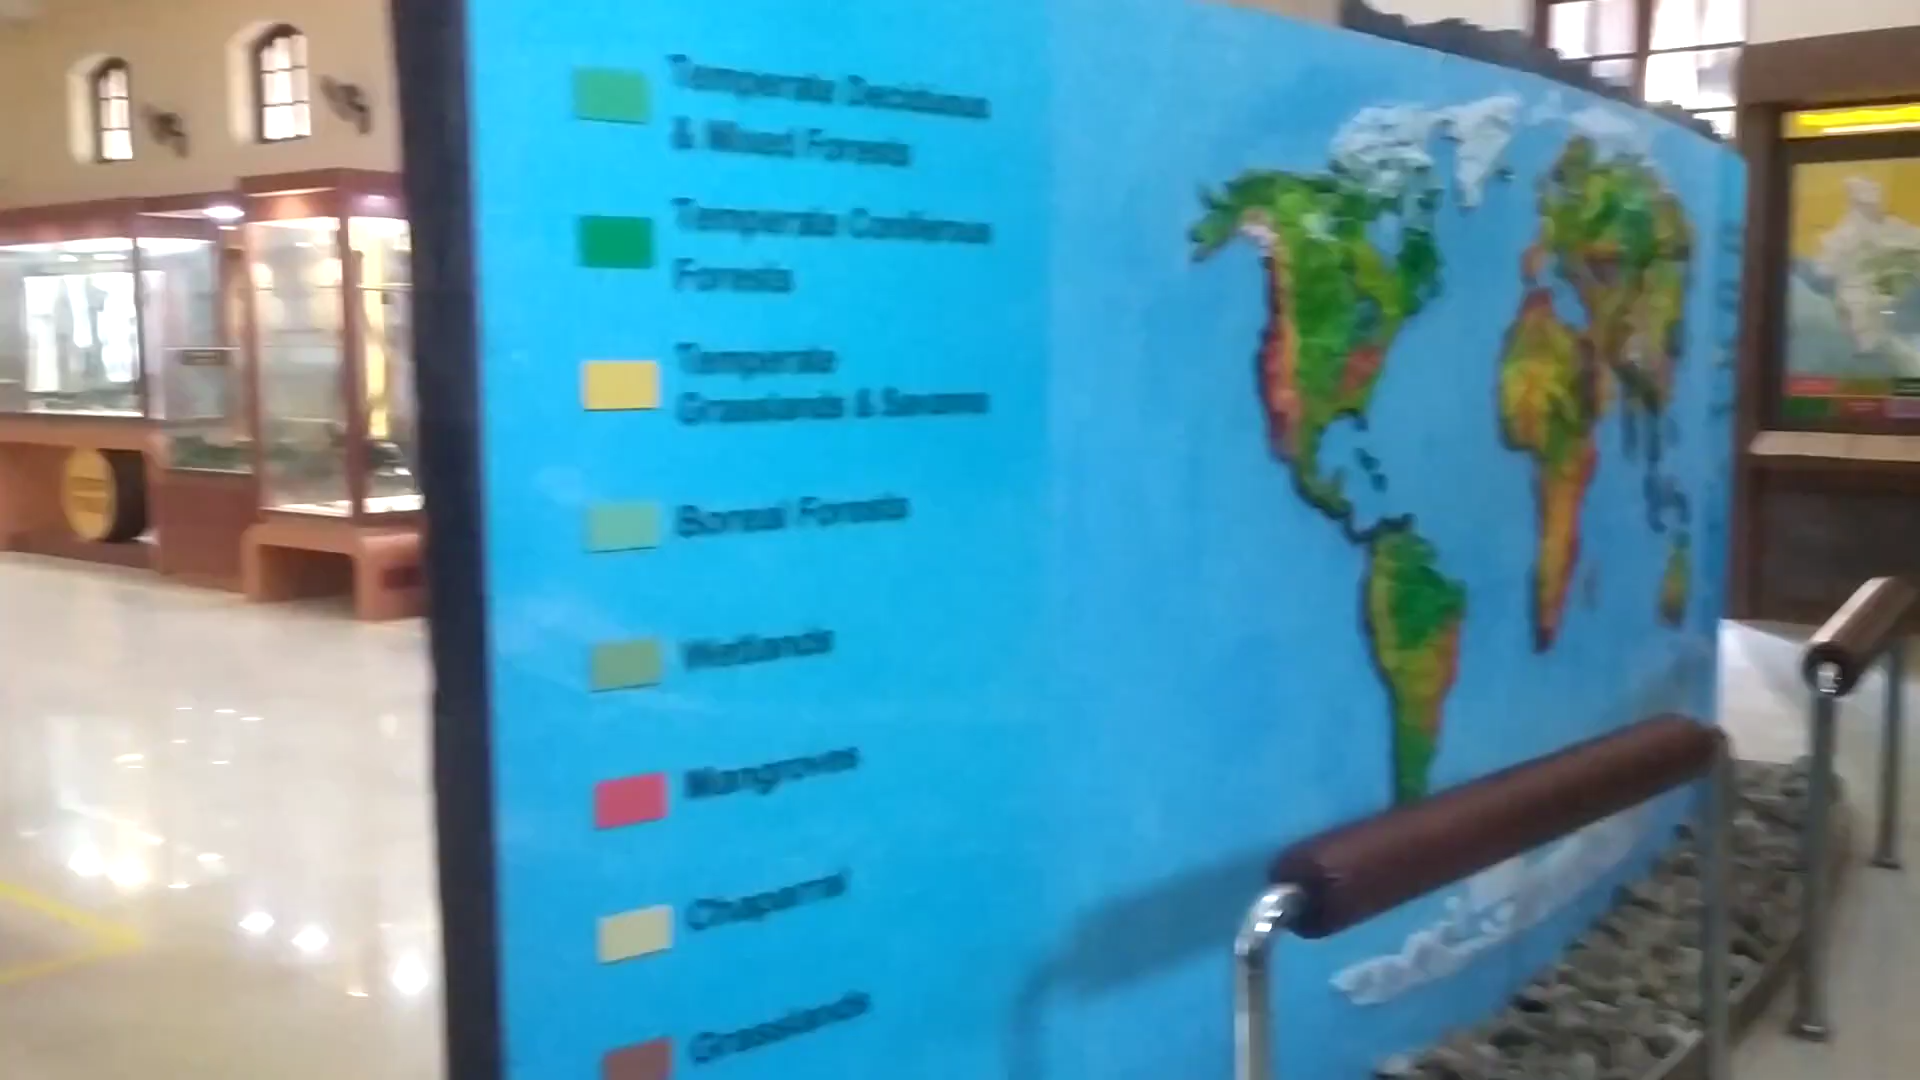 Temperate Deciduous
& Mixed Forests
Temperate Coniferous
Forests
Temperate
Grasslands & Savanna
Boreal Forests
Wetlands
Mangroves
Chaparral
Grasslands